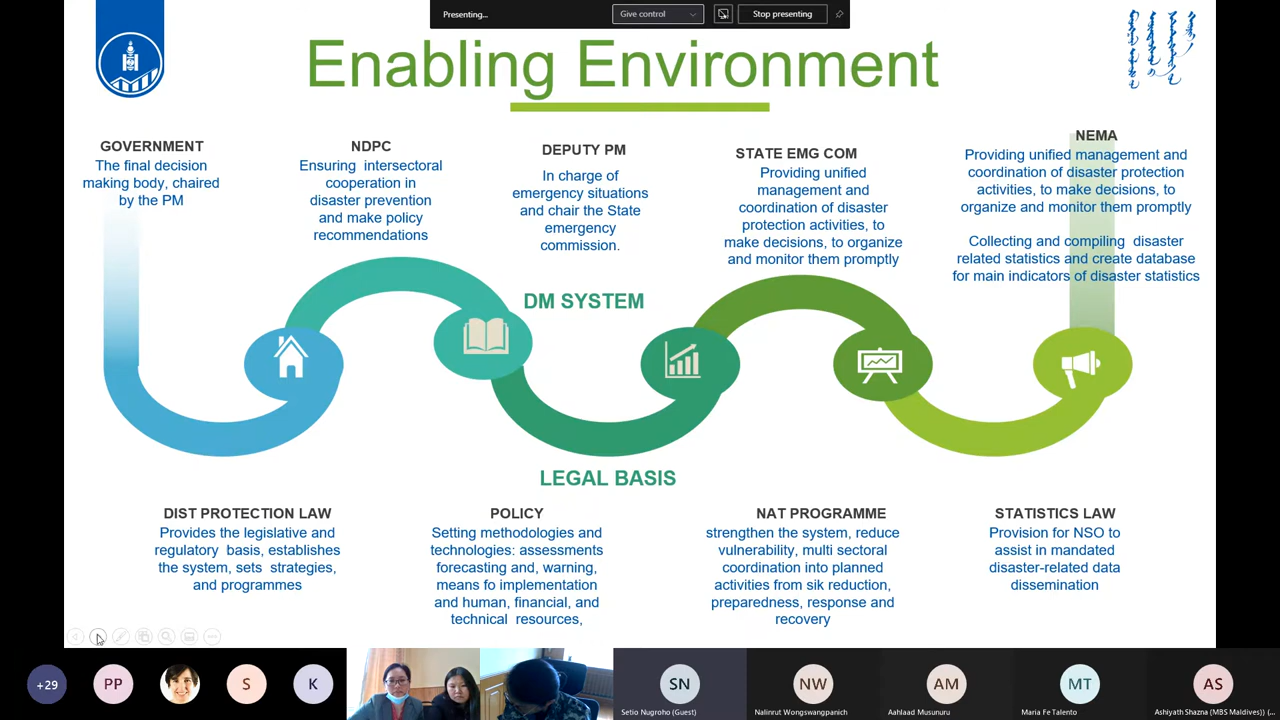 Presenting...
Give control
Stop presenting
Enabling Environment
GOVERNMENT
The final decision
making body, chaired
by the PM
NDPC
Ensuring intersectoral
cooperation in
disaster prevention
and make policy
recommendations
DEPUTY PM
In charge of
emergency situations
and chair the State
emergency
commission.
STATE EMG COM
Providing unified
management and
coordination of disaster
protection activities, to
make decisions, to organize
and monitor them promptly
NEMA
Providing unified management and
coordination of disaster protection
activities, to make decisions, to
organize and monitor them promptly
Collecting and compiling disaster
related statistics and create database
for main indicators of disaster statistics
DM SYSTEM
LEGAL BASIS
DIST PROTECTION LAW
Provides the legislative and
regulatory basis, establishes
the system, sets strategies,
and programmes
POLICY
Setting methodologies and
technologies: assessments
forecasting and, warning,
means fo implementation
and human, financial, and
technical resources,
NAT PROGRAMME
strengthen the system, reduce
vulnerability, multi sectoral
coordination into planned
activities from sik reduction,
preparedness, response and
recovery
STATISTICS LAW
Provision for NSO to
assist in mandated
disaster-related data
dissemination
+29
PP
S
K
SN
Setio Nugroho (Guest)
NW
Nalinrut Wongswangpanich
AM
Aahlaad Musunuru
MT
Maria Fe Talento
AS
Ashiyath Shazna (MBS Maldives)) (...